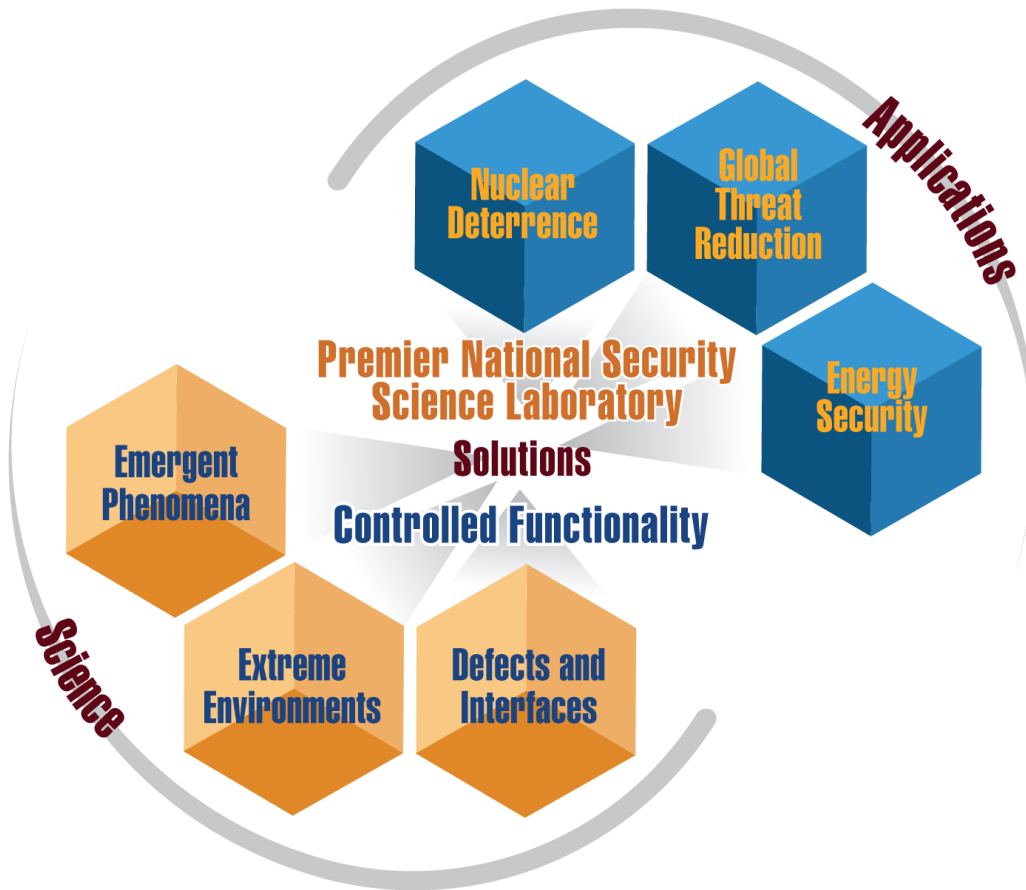 Applications
Nuclear
Deterrence
Global
Threat
Reduction
Energy
Security
Premier National Security
Science Laboratory
Solutions
Controlled Functionality
Emergent
Phenomena
Extreme
Environments
Defects and
Interfaces
Science